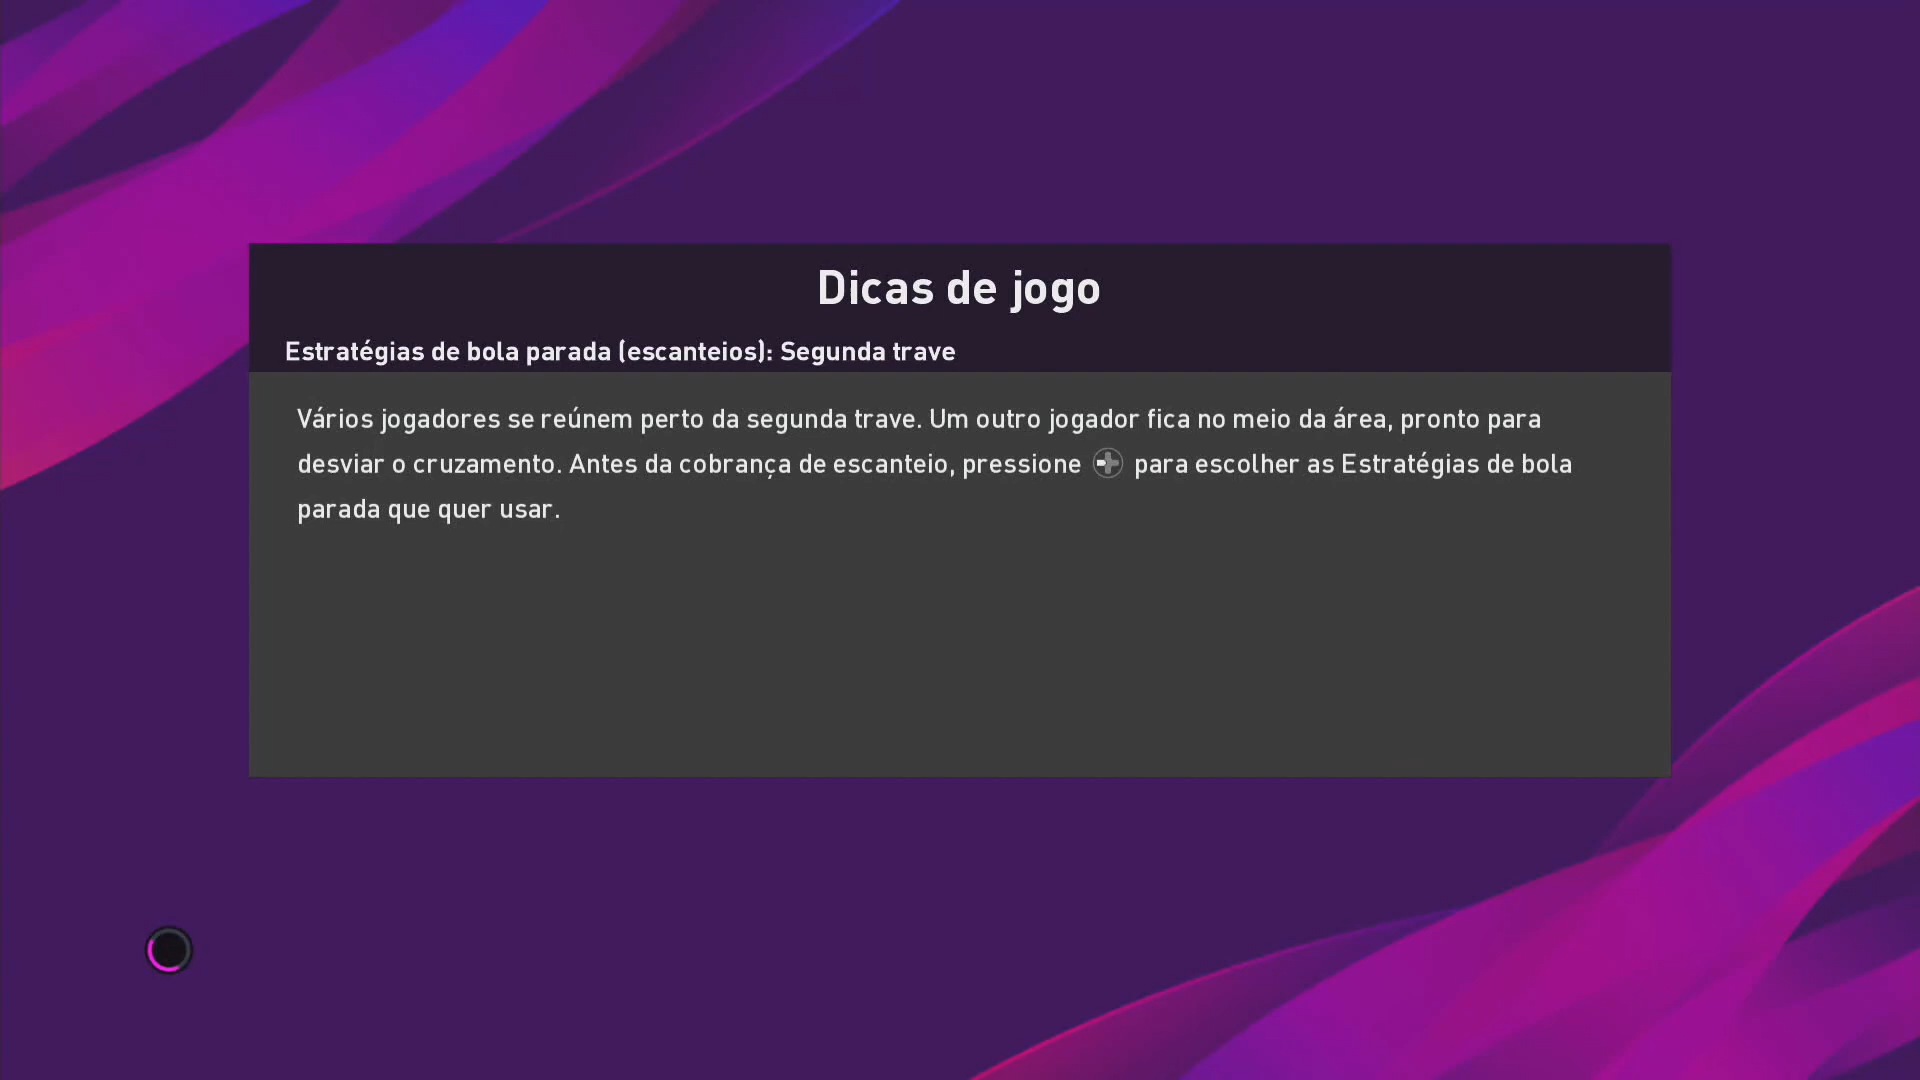 Dicas de jogo
Estratégias de bola parada (escanteios): Segunda trave
Vários jogadores se reúnem perto da segunda trave. Um outro jogador fica no meio da área, pronto para
desviar o cruzamento. Antes da cobrança de escanteio, pressione para escolher as Estratégias de bola
parada que quer usar.